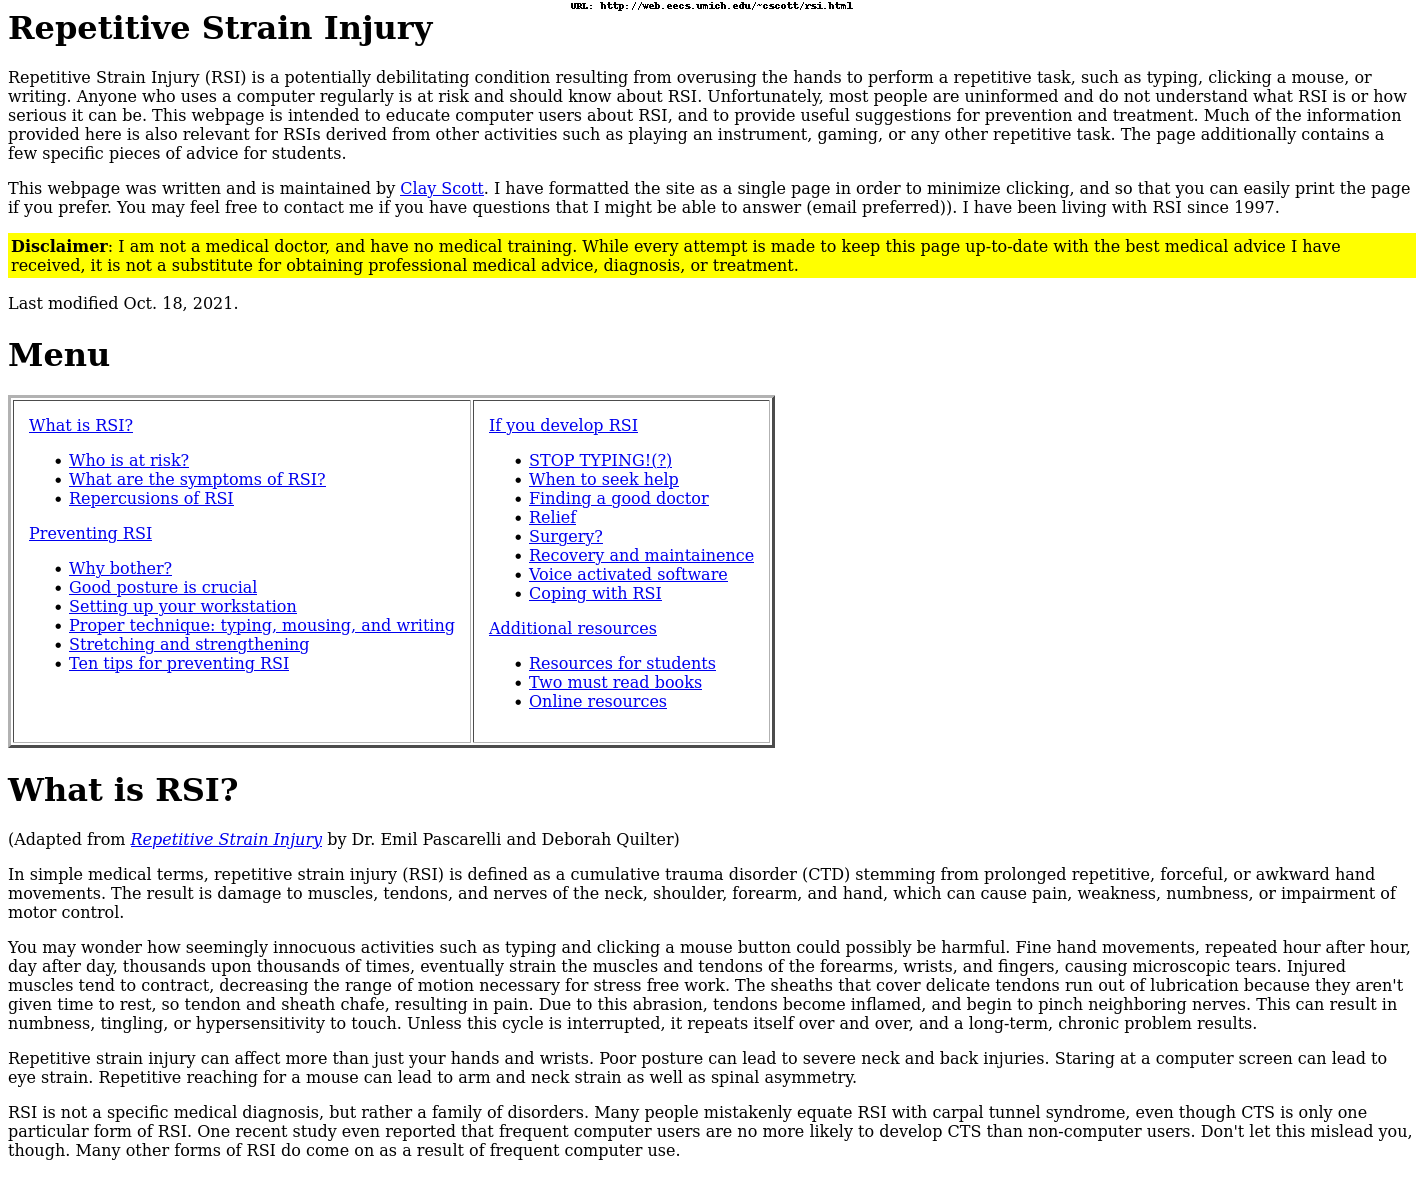 URL: http://web.eecs.umich.edu/~cscott/rsi.html
Repetitive Strain Injury
Repetitive Strain Injury (RSI) is a potentially debilitating condition resulting from overusing the hands to perform a repetitive task, such as typing, clicking a mouse, or
writing. Anyone who uses a computer regularly is at risk and should know about RSI. Unfortunately, most people are uninformed and do not understand what RSI is or how
serious it can be. This webpage is intended to educate computer users about RSI, and to provide useful suggestions for prevention and treatment. Much of the information
provided here is also relevant for RSIs derived from other activities such as playing an instrument, gaming, or any other repetitive task. The page additionally contains a
few specific pieces of advice for students.
This webpage was written and is maintained by Clay Scott. I have formatted the site as a single page in order to minimize clicking, and so that you can easily print the page
if you prefer. You may feel free to contact me if you have questions that I might be able to answer (email preferred)). I have been living with RSI since 1997.
Disclaimer: I am not a medical doctor, and have no medical training. While every attempt is made to keep this page up-to-date with the best medical advice I have
received, it is not a substitute for obtaining professional medical advice, diagnosis, or treatment.
Last modified Oct. 18, 2021.
Menu
What is RSI?
• Who is at risk?
• What are the symptoms of RSI?
• Repercusions of RSI
Preventing RSI
• Why bother?
• Good posture is crucial
• Setting up your workstation
• Proper technique: typing, mousing, and writing
• Stretching and strengthening
• Ten tips for preventing RSI
If you develop RSI
• STOP TYPING!(?)
• When to seek help
• Finding a good doctor
• Relief
• Surgery?
• Recovery and maintainence
• Voice activated software
• Coping with RSI
Additional resources
• Resources for students
• Two must read books
• Online resources
What is RSI?
(Adapted from Repetitive Strain Injury by Dr. Emil Pascarelli and Deborah Quilter)
In simple medical terms, repetitive strain injury (RSI) is defined as a cumulative trauma disorder (CTD) stemming from prolonged repetitive, forceful, or awkward hand
movements. The result is damage to muscles, tendons, and nerves of the neck, shoulder, forearm, and hand, which can cause pain, weakness, numbness, or impairment of
motor control.
You may wonder how seemingly innocuous activities such as typing and clicking a mouse button could possibly be harmful. Fine hand movements, repeated hour after hour,
day after day, thousands upon thousands of times, eventually strain the muscles and tendons of the forearms, wrists, and fingers, causing microscopic tears. Injured
muscles tend to contract, decreasing the range of motion necessary for stress free work. The sheaths that cover delicate tendons run out of lubrication because they aren't
given time to rest, so tendon and sheath chafe, resulting in pain. Due to this abrasion, tendons become inflamed, and begin to pinch neighboring nerves. This can result in
numbness, tingling, or hypersensitivity to touch. Unless this cycle is interrupted, it repeats itself over and over, and a long-term, chronic problem results.
Repetitive strain injury can affect more than just your hands and wrists. Poor posture can lead to severe neck and back injuries. Staring at a computer screen can lead to
eye strain. Repetitive reaching for a mouse can lead to arm and neck strain as well as spinal asymmetry.
RSI is not a specific medical diagnosis, but rather a family of disorders. Many people mistakenly equate RSI with carpal tunnel syndrome, even though CTS is only one
particular form of RSI. One recent study even reported that frequent computer users are no more likely to develop CTS than non-computer users. Don't let this mislead you,
though. Many other forms of RSI do come on as a result of frequent computer use.